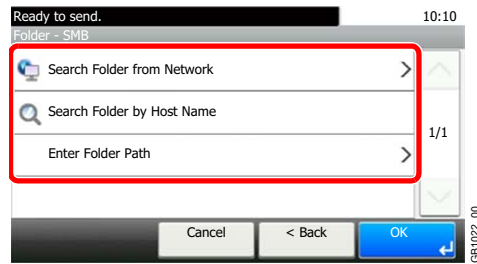 Ready to send. 10:10
Folder - SMB
Search Folder from Network
Search Folder by Host Name
1/1
Enter Folder Path
Cancel < Back OK
GB1022_00